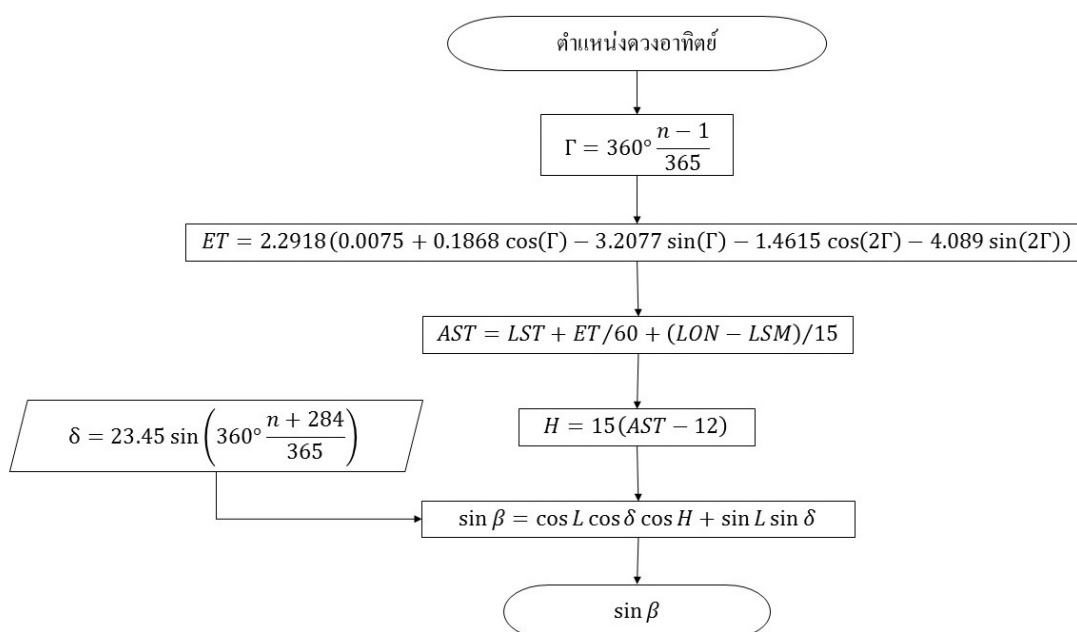 ตำแหน่งดวงอาทิตย์
Γ = 360° (n − 1)/365
ET = 2.2918(0.0075 + 0.1868 cos(Γ) − 3.2077 sin(Γ) − 1.4615 cos(2Γ) − 4.089 sin(2Γ))
AST = LST + ET/60 + (LON − LSM)/15
H = 15(AST − 12)
δ = 23.45 sin(360° (n + 284)/365)
sin β = cos L cos δ cos H + sin L sin δ
sin β